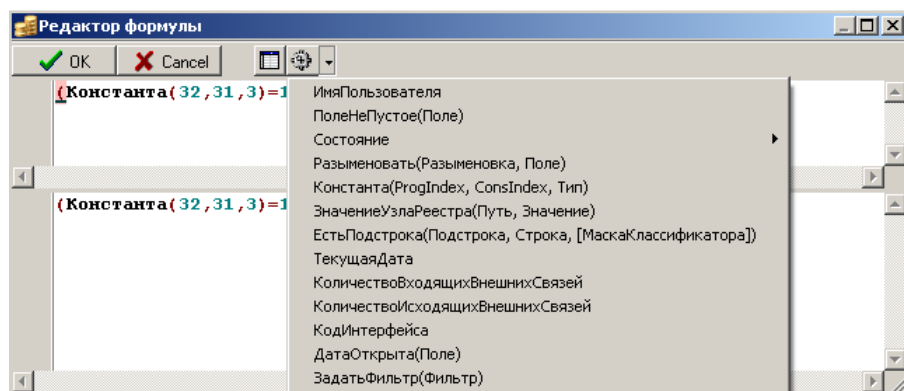 Редактор формулы
OK Cancel
(Константа(32,31,3)=1
ИмяПользователя
ПолеНеПустое(Поле)
Состояние
Разыменовать(Разыменовка, Поле)
Константа(ProgIndex, ConsIndex, Тип)
ЗначениеУзлаРеестра(Путь, Значение)
(Константа(32,31,3)=1
ЕстьПодстрока(Подстрока, Строка, [МаскаКлассификатора])
ТекущаяДата
КоличествоВходящихВнешнихСвязей
КоличествоИсходящихВнешнихСвязей
КодИнтерфейса
ДатаОткрыта(Поле)
ЗадатьФильтр(Фильтр)